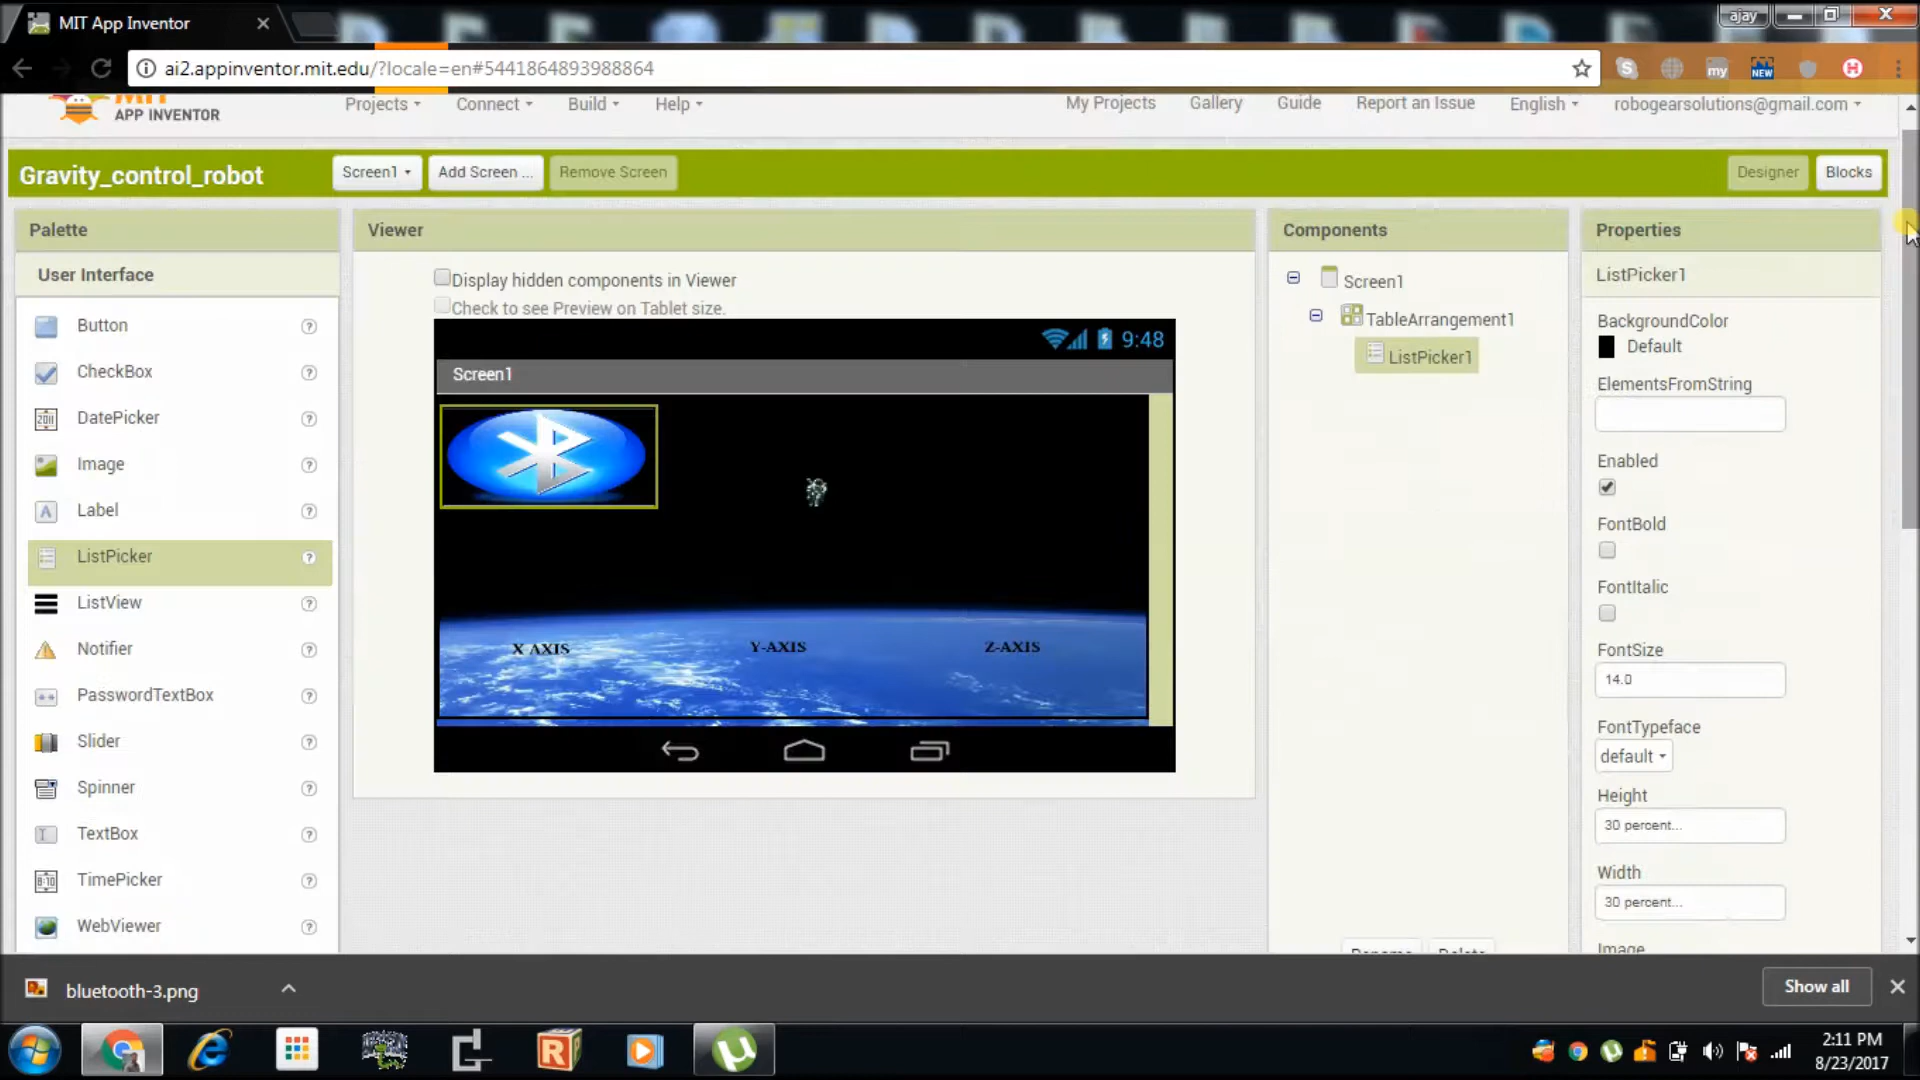 MIT App Inventor
ajay
ai2.appinventor.mit.edu/?locale=en#5441864893988864
my
NEW
H
MIT
APP INVENTOR
Projects
Connect
Build
Help
My Projects
Gallery
Guide
Report an Issue
English
robogearsolutions@gmail.com
Gravity_control_robot
Screen1
Add Screen ...
Remove Screen
Designer
Blocks
Palette
User Interface
Button
CheckBox
DatePicker
Image
Label
ListPicker
ListView
Notifier
PasswordTextBox
Slider
Spinner
TextBox
TimePicker
WebViewer
Viewer
Display hidden components in Viewer
Check to see Preview on Tablet size.
9:48
Screen1
X AXIS
Y-AXIS
Z-AXIS
Components
Screen1
TableArrangement1
ListPicker1
Rename
Delete
Properties
ListPicker1
BackgroundColor
Default
ElementsFromString
Enabled
FontBold
FontItalic
FontSize
14.0
FontTypeface
default
Height
30 percent...
Width
30 percent...
Image
bluetooth-3.png
Show all
2:11 PM
8/23/2017